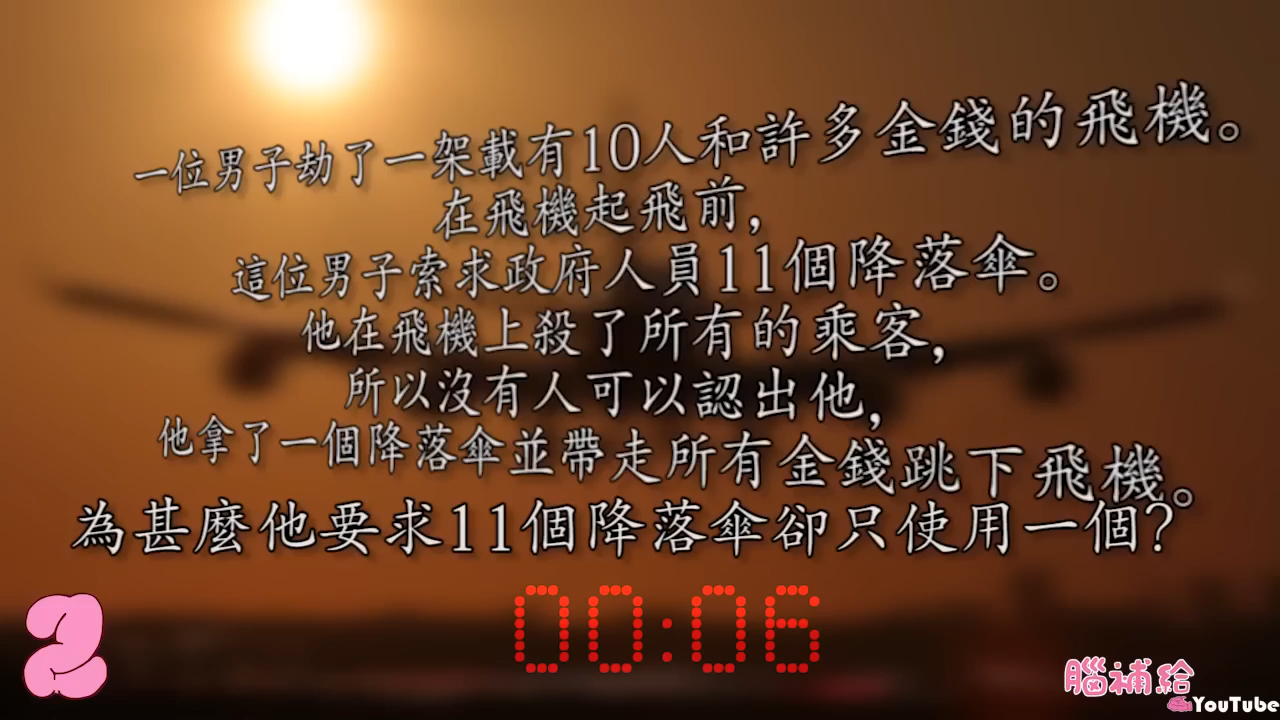 一位男子劫了一架載有10人和許多金錢的飛機。
在飛機起飛前,
這位男子索求政府人員11個降落傘。
他在飛機上殺了所有的乘客,
所以沒有人可以認出他,
他拿了一個降落傘並帶走所有金錢跳下飛機。
為甚麼他要求11個降落傘卻只使用一個?
00:06
2
腦補給
YouTube